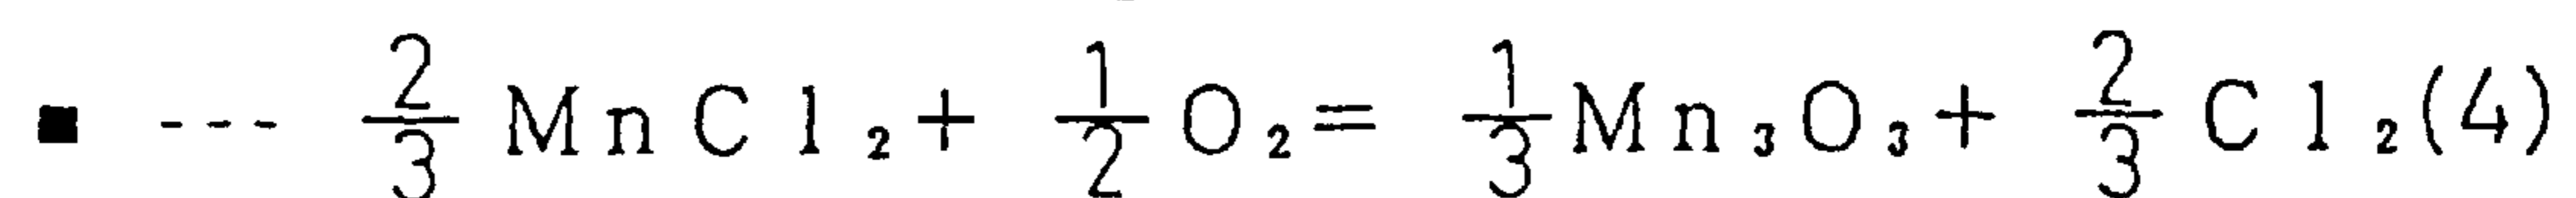 ■ --- 2/3 MnCl₂+ 1/2 O₂= 1/3 Mn₃O₃+ 2/3 Cl₂(4)